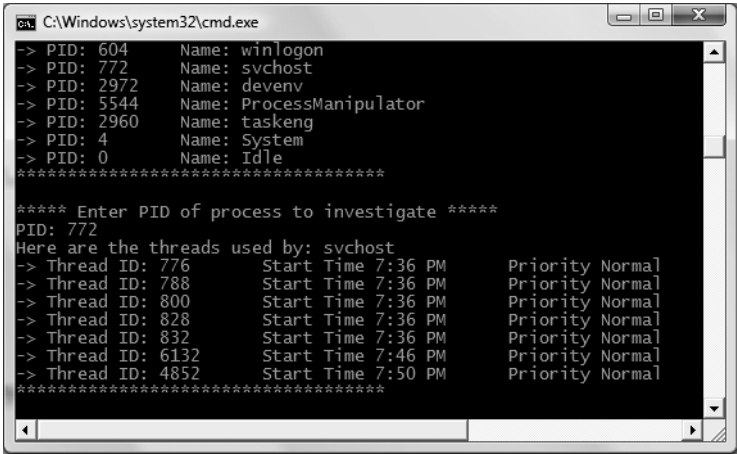 C:\Windows\system32\cmd.exe
-> PID: 604 Name: winlogon
-> PID: 772 Name: svchost
-> PID: 2972 Name: devenv
-> PID: 5544 Name: ProcessManipulator
-> PID: 2960 Name: taskeng
-> PID: 4 Name: System
-> PID: 0 Name: Idle
************************************
***** Enter PID of process to investigate *****
PID: 772
Here are the threads used by: svchost
-> Thread ID: 776 Start Time 7:36 PM Priority Normal
-> Thread ID: 788 Start Time 7:36 PM Priority Normal
-> Thread ID: 800 Start Time 7:36 PM Priority Normal
-> Thread ID: 828 Start Time 7:36 PM Priority Normal
-> Thread ID: 832 Start Time 7:36 PM Priority Normal
-> Thread ID: 6132 Start Time 7:46 PM Priority Normal
-> Thread ID: 4852 Start Time 7:50 PM Priority Normal
************************************